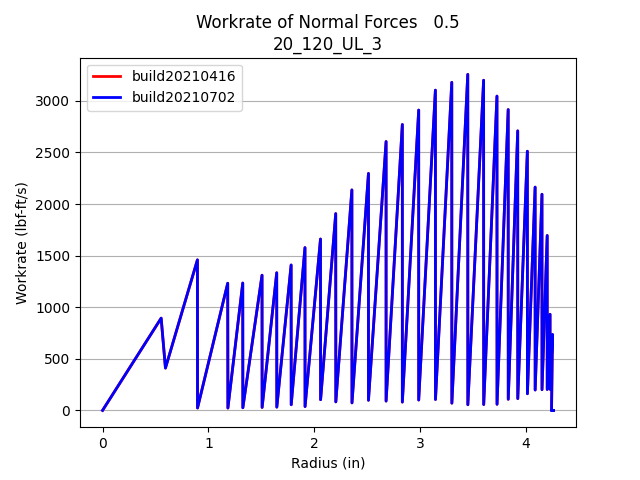 Workrate of Normal Forces   0.5
20_120_UL_3
build20210416
build20210702
Workrate (lbf-ft/s)
3000
2500
2000
1500
1000
500
0
0 1 2 3 4
Radius (in)